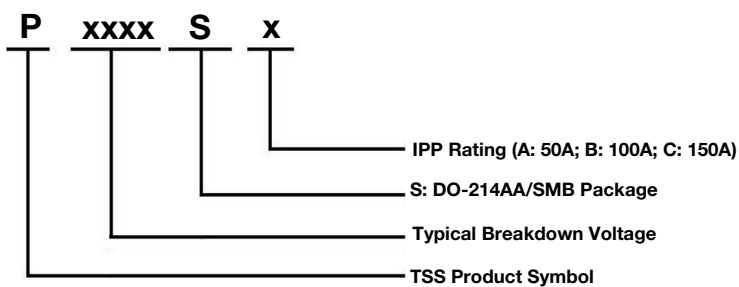 P xxxx S x
IPP Rating (A: 50A; B: 100A; C: 150A)
S: DO-214AA/SMB Package
Typical Breakdown Voltage
TSS Product Symbol